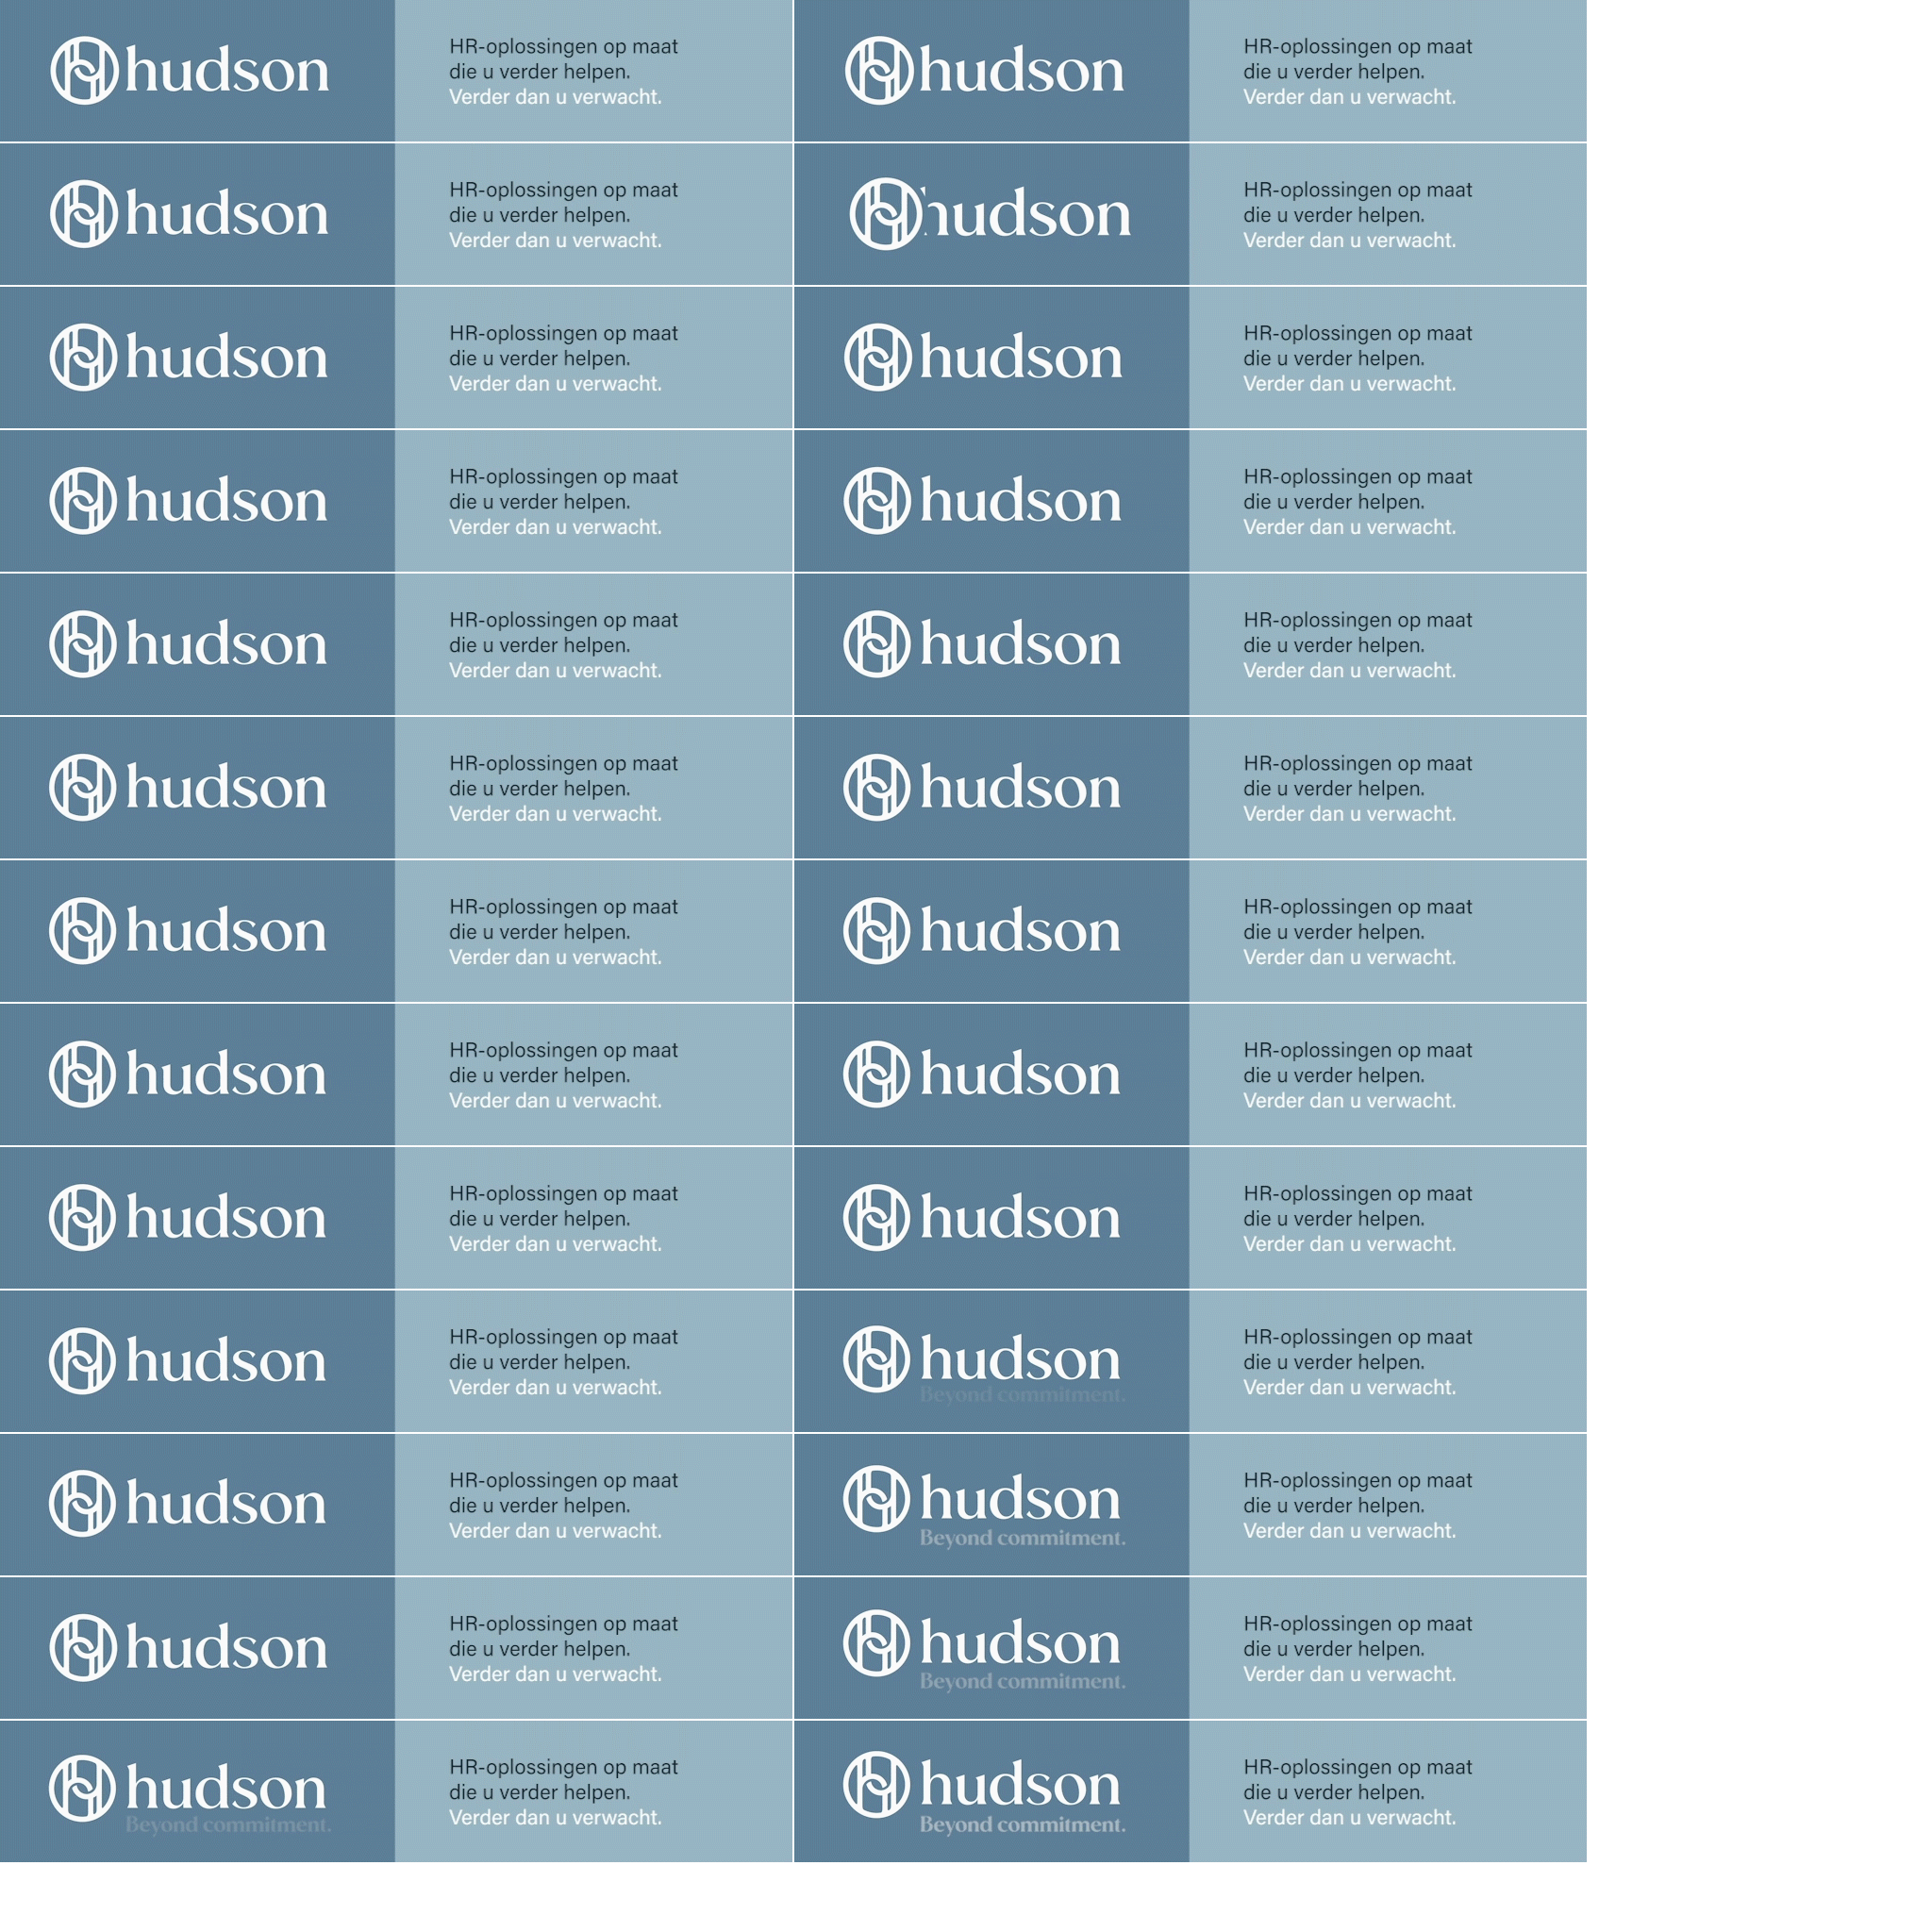 hudson
HR-oplossingen op maat
die u verder helpen.
Verder dan u verwacht.
hudson
HR-oplossingen op maat
die u verder helpen.
Verder dan u verwacht.
hudson
HR-oplossingen op maat
die u verder helpen.
Verder dan u verwacht.
hudson
HR-oplossingen op maat
die u verder helpen.
Verder dan u verwacht.
hudson
HR-oplossingen op maat
die u verder helpen.
Verder dan u verwacht.
hudson
HR-oplossingen op maat
die u verder helpen.
Verder dan u verwacht.
hudson
HR-oplossingen op maat
die u verder helpen.
Verder dan u verwacht.
hudson
HR-oplossingen op maat
die u verder helpen.
Verder dan u verwacht.
hudson
HR-oplossingen op maat
die u verder helpen.
Verder dan u verwacht.
hudson
HR-oplossingen op maat
die u verder helpen.
Verder dan u verwacht.
hudson
HR-oplossingen op maat
die u verder helpen.
Verder dan u verwacht.
hudson
HR-oplossingen op maat
die u verder helpen.
Verder dan u verwacht.
hudson
HR-oplossingen op maat
die u verder helpen.
Verder dan u verwacht.
hudson
HR-oplossingen op maat
die u verder helpen.
Verder dan u verwacht.
hudson
HR-oplossingen op maat
die u verder helpen.
Verder dan u verwacht.
hudson
HR-oplossingen op maat
die u verder helpen.
Verder dan u verwacht.
hudson
HR-oplossingen op maat
die u verder helpen.
Verder dan u verwacht.
hudson
HR-oplossingen op maat
die u verder helpen.
Verder dan u verwacht.
hudson
HR-oplossingen op maat
die u verder helpen.
Verder dan u verwacht.
hudson
Beyond commitment.
HR-oplossingen op maat
die u verder helpen.
Verder dan u verwacht.
hudson
HR-oplossingen op maat
die u verder helpen.
Verder dan u verwacht.
hudson
Beyond commitment.
HR-oplossingen op maat
die u verder helpen.
Verder dan u verwacht.
hudson
HR-oplossingen op maat
die u verder helpen.
Verder dan u verwacht.
hudson
Beyond commitment.
HR-oplossingen op maat
die u verder helpen.
Verder dan u verwacht.
hudson
Beyond commitment.
HR-oplossingen op maat
die u verder helpen.
Verder dan u verwacht.
hudson
Beyond commitment.
HR-oplossingen op maat
die u verder helpen.
Verder dan u verwacht.